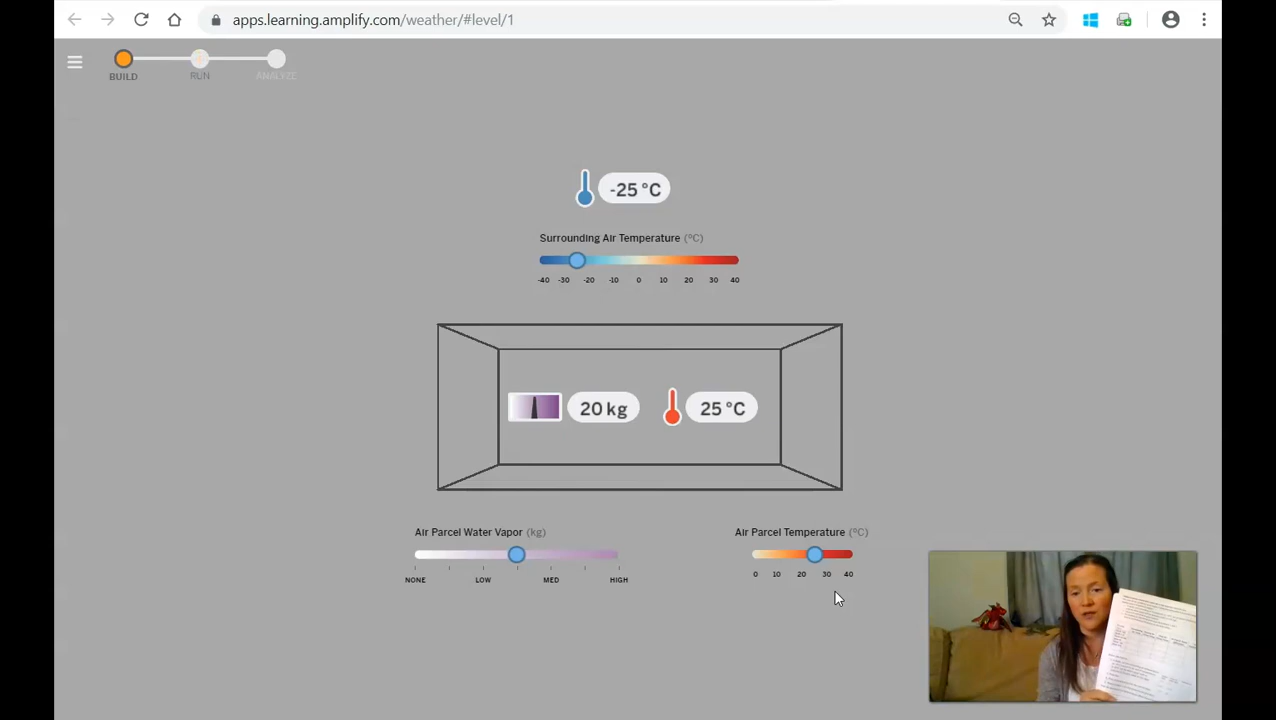 apps.learning.amplify.com/weather/#level/1
BUILD
RUN
ANALYZE
-25 °C
Surrounding Air Temperature (°C)
-40 -30 -20 -10 0 10 20 30 40
20 kg
25 °C
Air Parcel Water Vapor (kg)
Air Parcel Temperature (°C)
NONE LOW MED HIGH
0 10 20 30 40